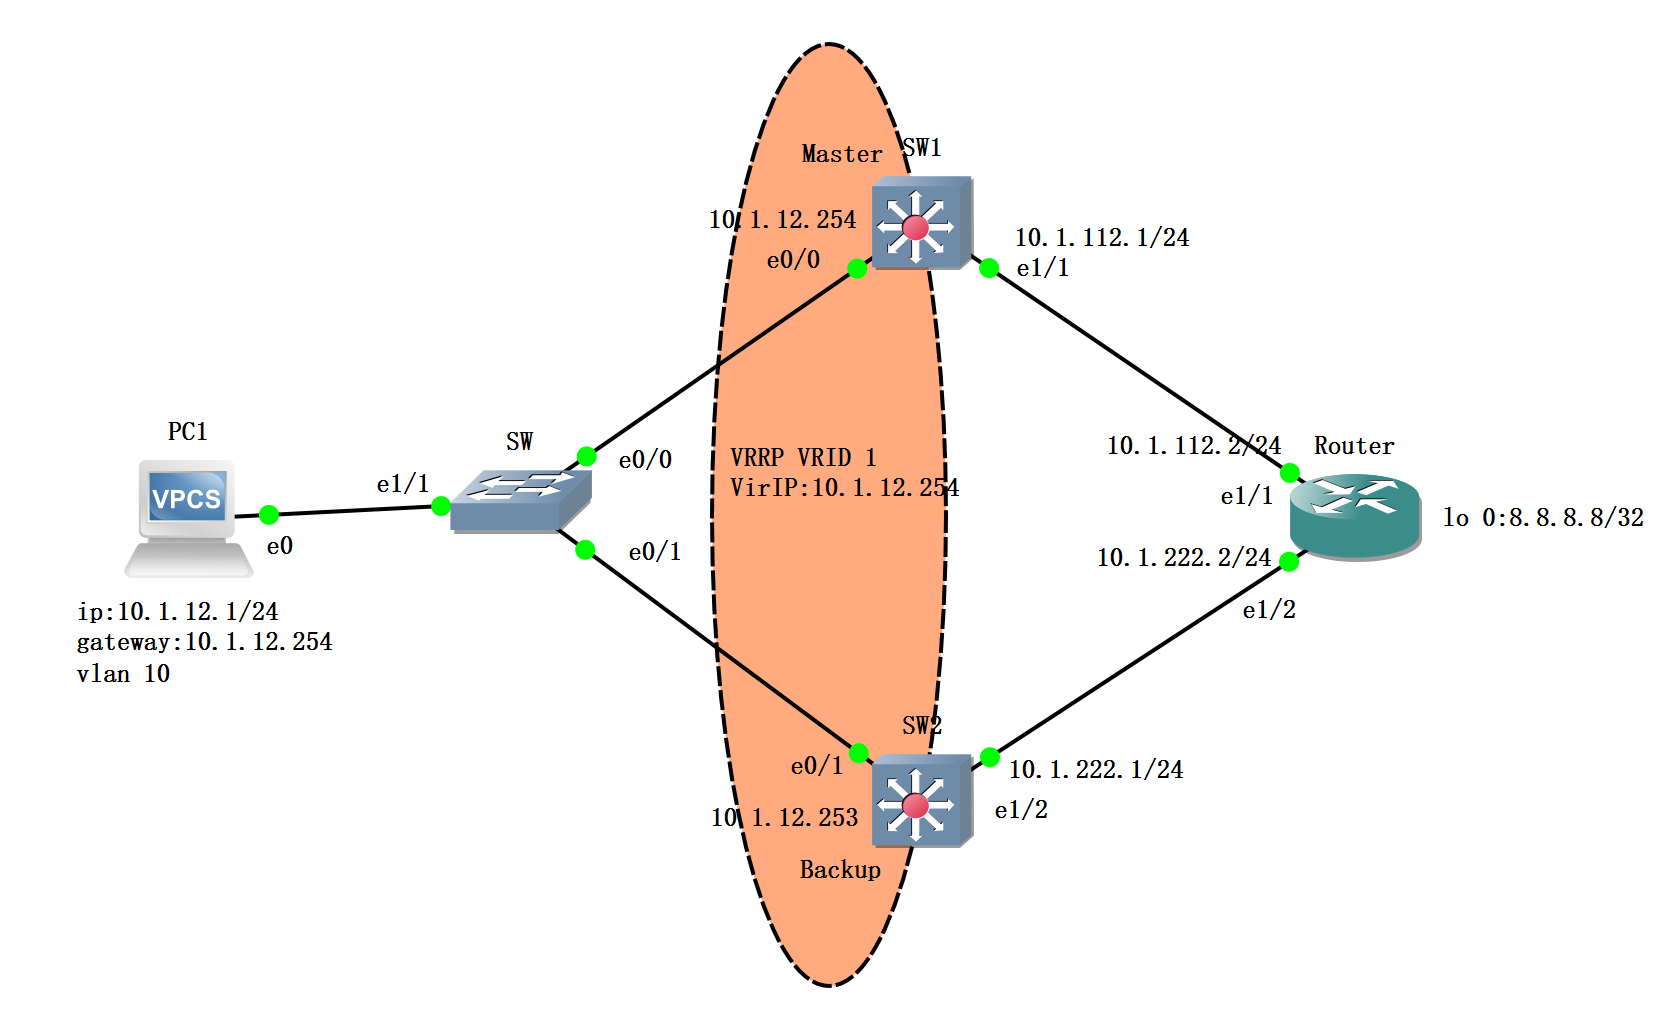 Master
SW1
10.1.12.254
e0/0
10.1.112.1/24
e1/1
PC1
VPCS
e0
ip:10.1.12.1/24
gateway:10.1.12.254
vlan 10
SW
e1/1
e0/0
e0/1
VRRP VRID 1
VirIP:10.1.12.254
10.1.112.2/24
Router
e1/1
lo 0:8.8.8.8/32
10.1.222.2/24
e1/2
SW2
e0/1
10.1.12.253
Backup
10.1.222.1/24
e1/2